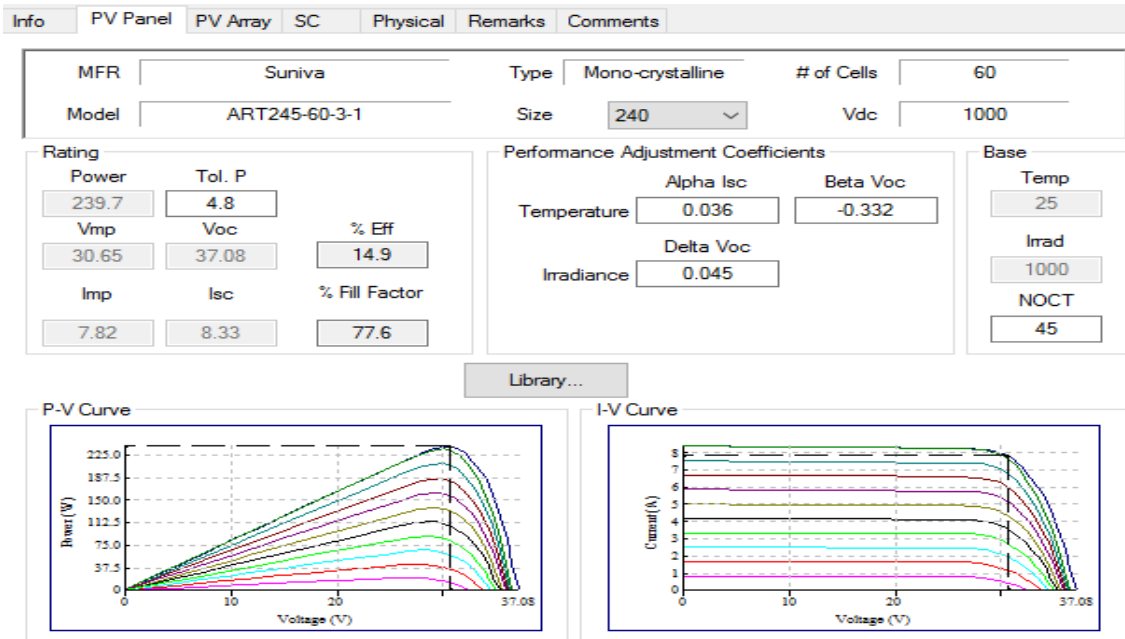 Info PV Panel PV Array SC Physical Remarks Comments
MFR Suniva Type Mono-crystalline # of Cells 60
Model ART245-60-3-1 Size 240 Vdc 1000
Rating Performance Adjustment Coefficients Base
Power Tol. P Alpha Isc Beta Voc Temp
239.7 4.8 Temperature 0.036 -0.332 25
Vmp Voc % Eff Delta Voc Irrad
30.65 37.08 14.9 Irradiance 0.045 1000
Imp Isc % Fill Factor NOCT
7.82 8.33 77.6 45
Library...
P-V Curve I-V Curve
225.0 8
187.5 7
150.0 6
112.5 5
75.0 4
37.5 3
0 2
1
0
Power(W) Current(A)
0 10 20 37.08 0 10 20 37.08
Voltage (V) Voltage (V)